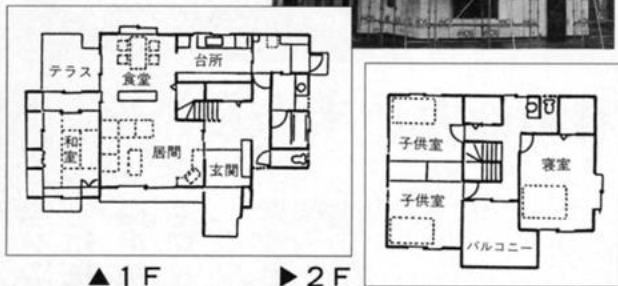 テラス
食堂
台所
和室
居間
玄関
▲1F
子供室
寝室
子供室
バルコニー
▶2F